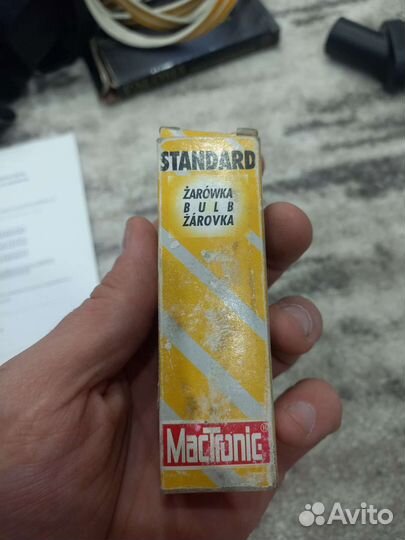 STANDARD
ŻARÓWKA
BULB
ŽÁROVKA
MacTronic®
Avito